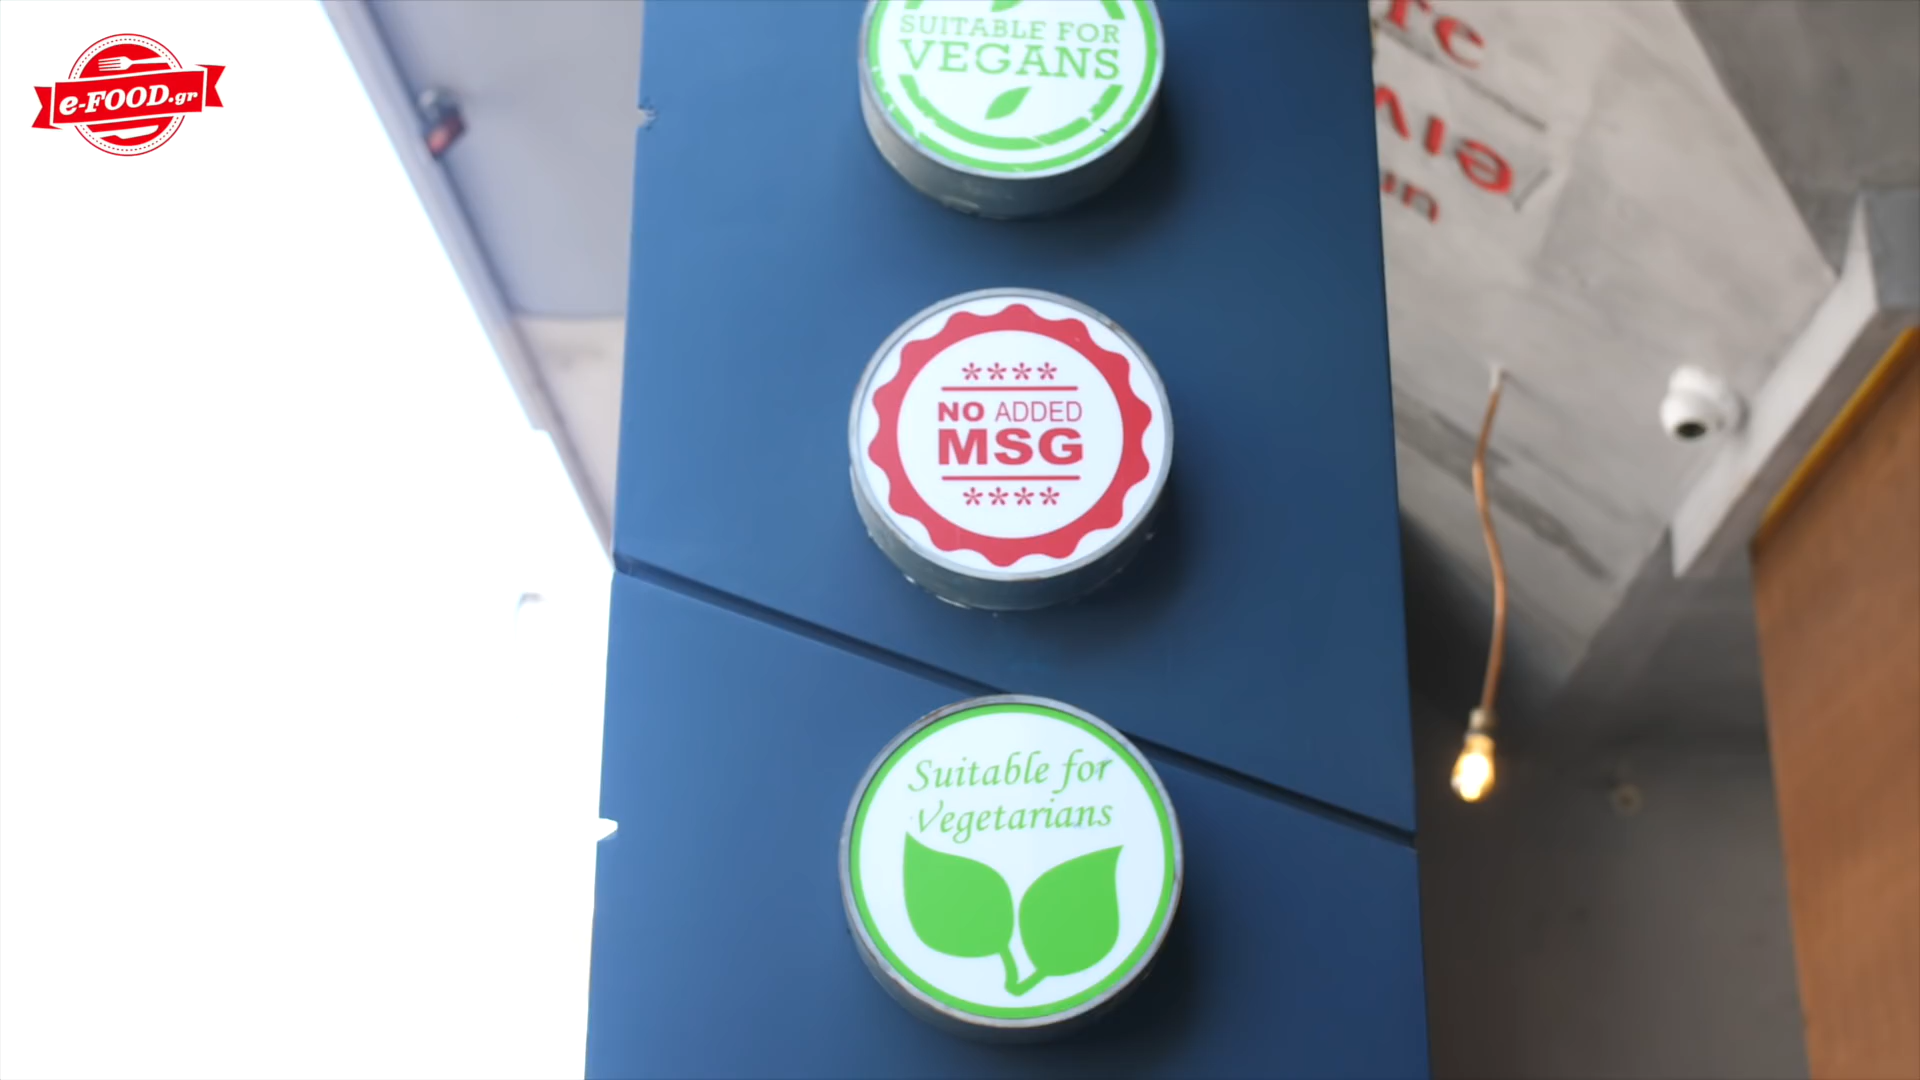 e-FOOD.gr
SUITABLE FOR
VEGANS
****
NO ADDED
MSG
****
Suitable for
Vegetarians